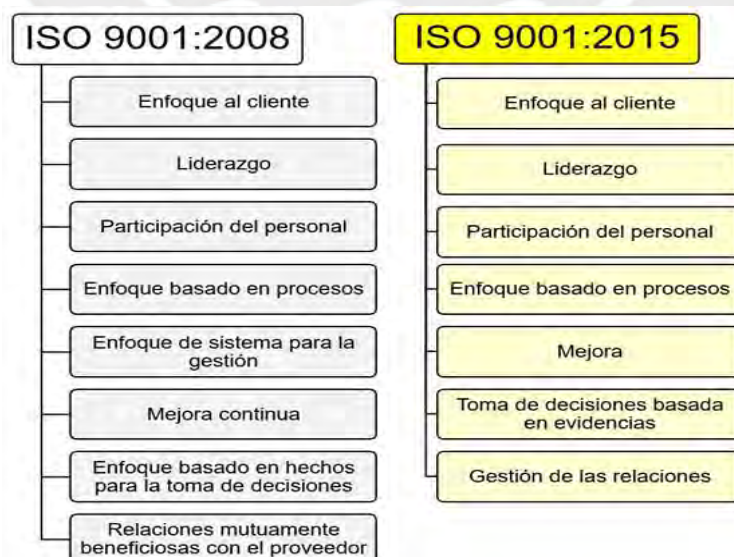 ISO 9001:2008
Enfoque al cliente
Liderazgo
Participación del personal
Enfoque basado en procesos
Enfoque de sistema para la
gestión
Mejora continua
Enfoque basado en hechos
para la toma de decisiones
Relaciones mutuamente
beneficiosas con el proveedor
ISO 9001:2015
Enfoque al cliente
Liderazgo
Participación del personal
Enfoque basado en procesos
Mejora
Toma de decisiones basada
en evidencias
Gestión de las relaciones